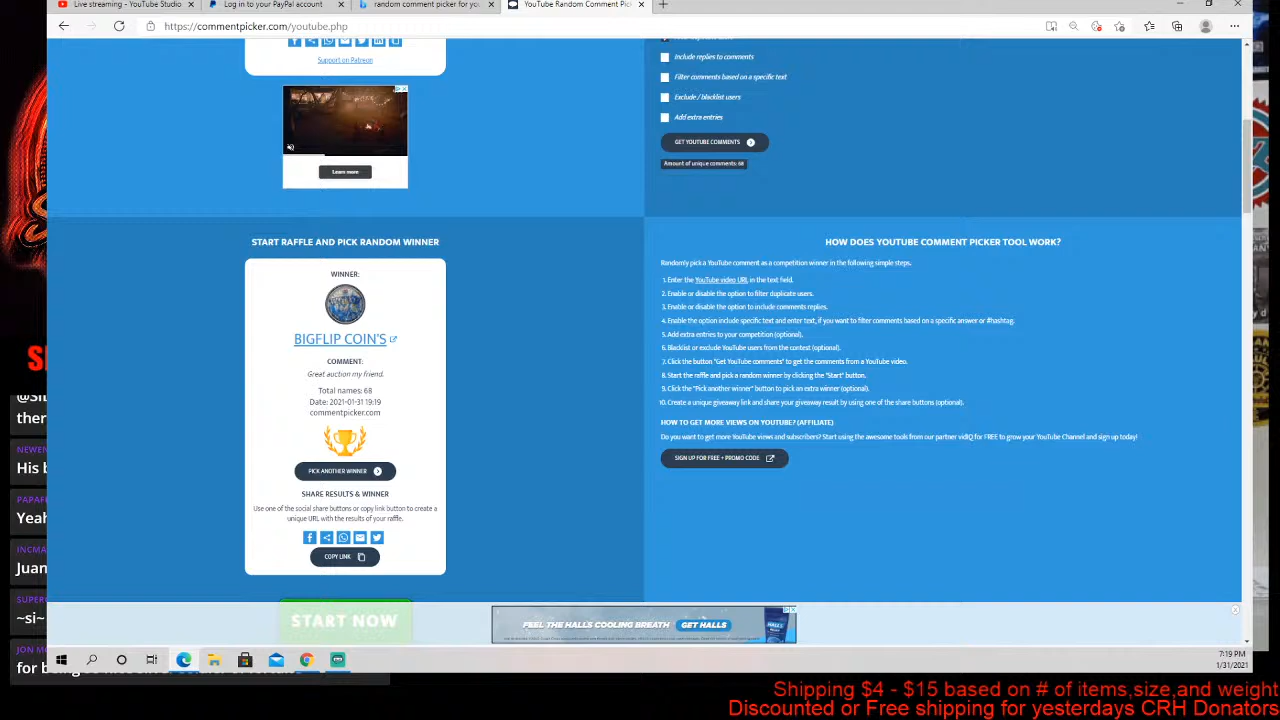 Live streaming - YouTube Studio
Log in to your PayPal account
random comment picker for yo
YouTube Random Comment Picker
https://commentpicker.com/youtube.php
Support on Patreon
Learn more
Include replies to comments
Filter comments based on a specific text
Exclude / blacklist users
Add extra entries
GET YOUTUBE COMMENTS
Amount of unique comments: 68
START RAFFLE AND PICK RANDOM WINNER
WINNER:
BIGFLIP COIN'S
COMMENT:
Great auction my friend.
Total names: 68
Date: 2021-01-31 19:19
commentpicker.com
PICK ANOTHER WINNER
SHARE RESULTS & WINNER
Use one of the social share buttons or copy link button to create a
unique URL with the results of your raffle.
COPY LINK
START NOW
HOW DOES YOUTUBE COMMENT PICKER TOOL WORK?
Randomly pick a YouTube comment as a competition winner in the following simple steps.
1. Enter the YouTube video URL in the text field.
2. Enable or disable the option to filter duplicate users.
3. Enable or disable the option to include comments replies.
4. Enable the option include specific text and enter text, if you want to filter comments based on a specific answer or #hashtag.
5. Add extra entries to your competition (optional).
6. Blacklist or exclude YouTube users from the contest (optional).
7. Click the button "Get YouTube comments" to get the comments from a YouTube video.
8. Start the raffle and pick a random winner by clicking the "Start" button.
9. Click the "Pick another winner" button to pick an extra winner (optional).
10. Create a unique giveaway link and share your giveaway result by using one of the share buttons (optional).
HOW TO GET MORE VIEWS ON YOUTUBE? (AFFILIATE)
Do you want to get more YouTube views and subscribers? Start using the awesome tools from our partner vidIQ for FREE to grow your YouTube Channel and sign up today!
SIGN UP FOR FREE + PROMO CODE
FEEL THE HALLS COOLING BREATH GET HALLS
HALLS
ther
NEWEN
His b
PAPAF
Yeah
INCMA
Juan
SUPER
-si-
JON M
for b
7:19 PM
1/31/2021
Shipping $4 - $15 based on # of items,size,and weight
Discounted or Free shipping for yesterdays CRH Donators